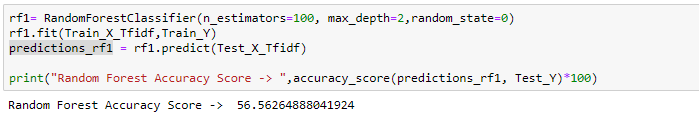 rf1= RandomForestClassifier(n_estimators=100, max_depth=2,random_state=0)
rf1.fit(Train_X_Tfidf,Train_Y)
predictions_rf1 = rf1.predict(Test_X_Tfidf)
print("Random Forest Accuracy Score -> ",accuracy_score(predictions_rf1, Test_Y)*100)
Random Forest Accuracy Score ->  56.56264888041924